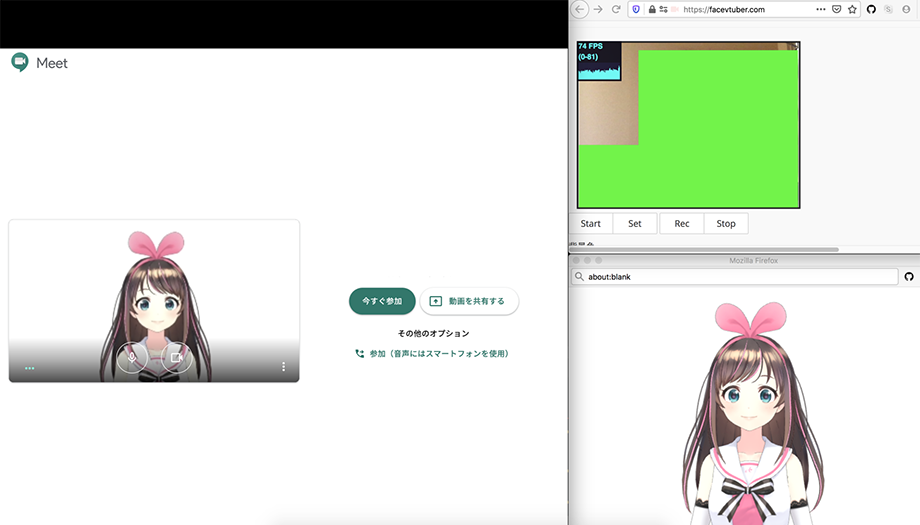 Meet
今すぐ参加
動画を共有する
その他のオプション
参加（音声にはスマートフォンを使用）
https://facevtuber.com
74 FPS
(0-81)
Start
Set
Rec
Stop
Mozilla Firefox
about:blank